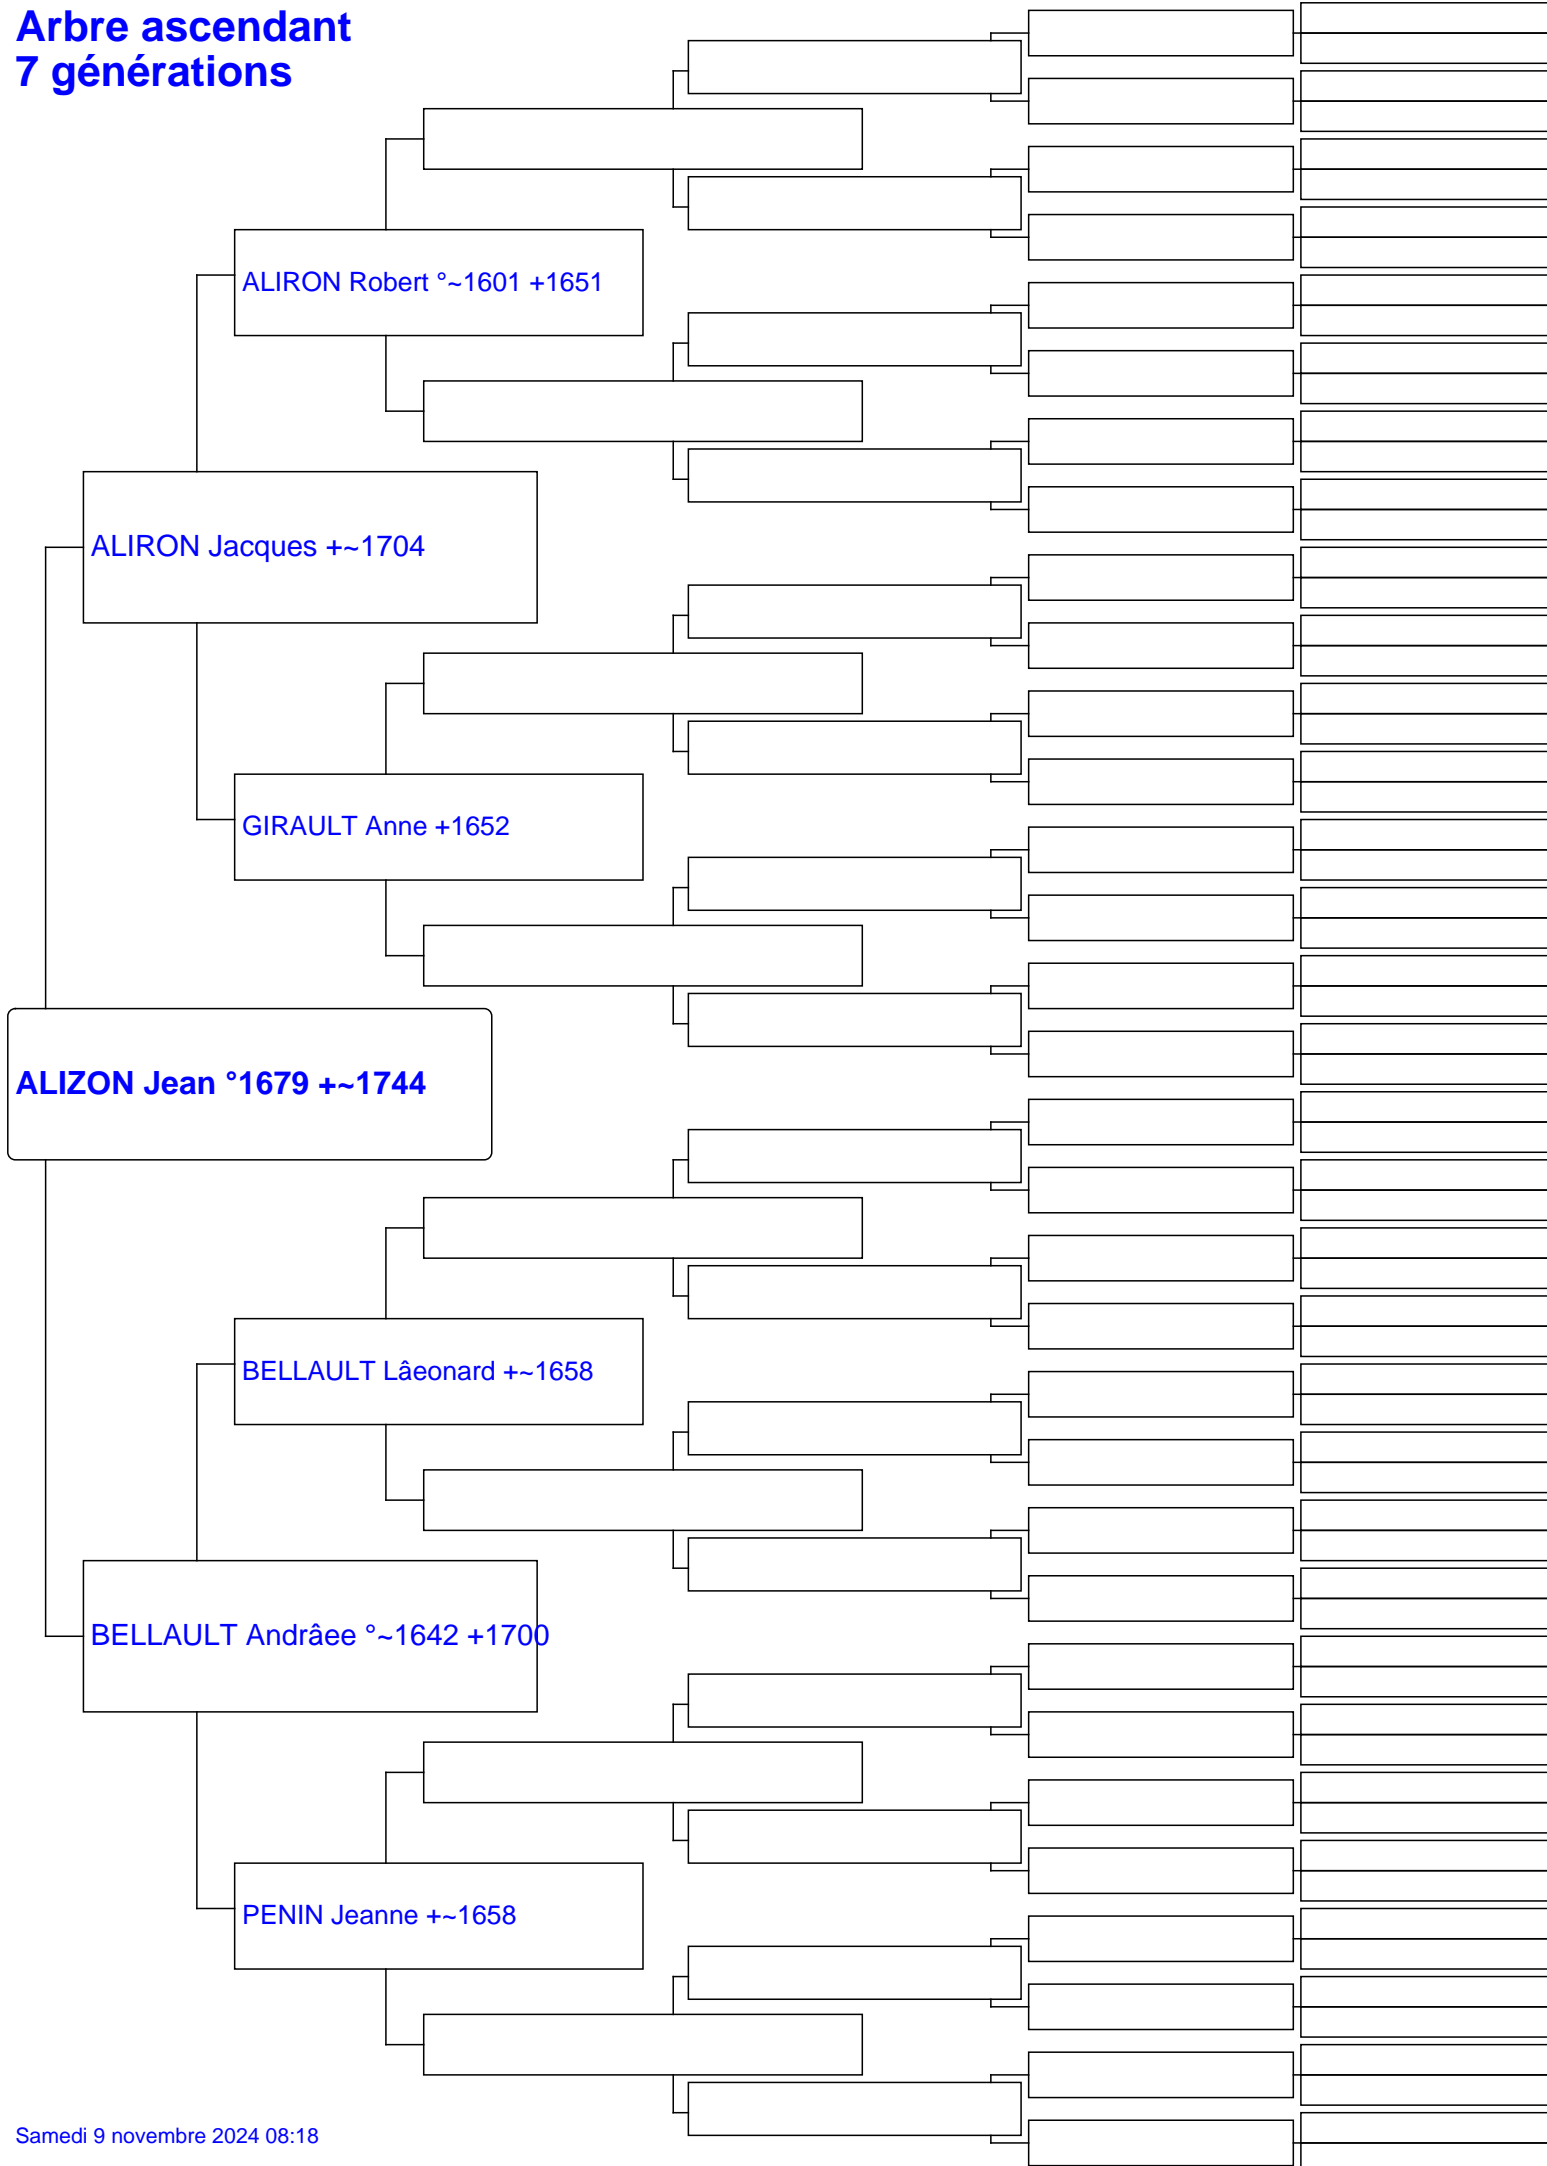 Arbre ascendant
7 générations
ALIRON Robert °~1601 +1651
ALIRON Jacques +~1704
GIRAULT Anne +1652
ALIZON Jean °1679 +~1744
BELLAULT Lâeonard +~1658
BELLAULT Andrâee °~1642 +1700
PENIN Jeanne +~1658
Samedi 9 novembre 2024 08:18